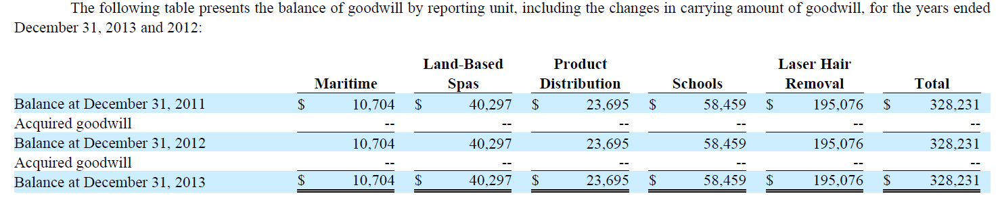 The following table presents the balance of goodwill by reporting unit, including the changes in carrying amount of goodwill, for the years ended
December 31, 2013 and 2012:
Land-Based Product Laser Hair
Maritime Spas Distribution Schools Removal Total
Balance at December 31, 2011 $ 10,704 $ 40,297 $ 23,695 $ 58,459 $ 195,076 $ 328,231
Acquired goodwill -- -- -- -- -- --
Balance at December 31, 2012 10,704 40,297 23,695 58,459 195,076 328,231
Acquired goodwill -- -- -- -- -- --
Balance at December 31, 2013 $ 10,704 $ 40,297 $ 23,695 $ 58,459 $ 195,076 $ 328,231